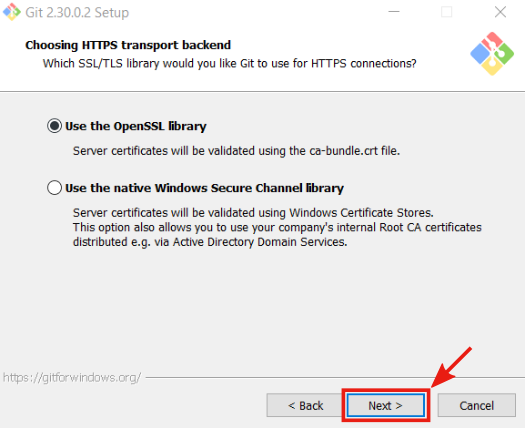 Git 2.30.0.2 Setup
Choosing HTTPS transport backend
Which SSL/TLS library would you like Git to use for HTTPS connections?
Use the OpenSSL library
Server certificates will be validated using the ca-bundle.crt file.
Use the native Windows Secure Channel library
Server certificates will be validated using Windows Certificate Stores.
This option also allows you to use your company's internal Root CA certificates
distributed e.g. via Active Directory Domain Services.
https://gitforwindows.org/
< Back
Next >
Cancel